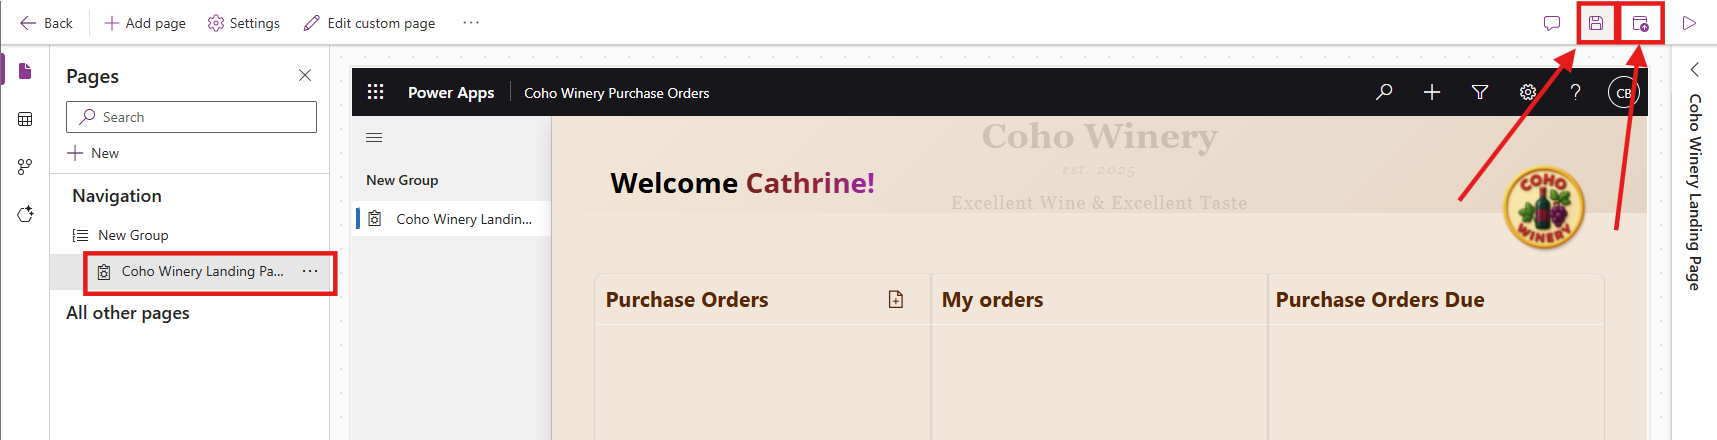 Back
Add page
Settings
Edit custom page
Pages
Search
New
Navigation
New Group
Coho Winery Landing Pa...
All other pages
Power Apps
Coho Winery Purchase Orders
CB
New Group
Coho Winery Landin...
Coho Winery
est. 2025
Excellent Wine & Excellent Taste
Welcome Cathrine!
COHO
WINERY
Purchase Orders
My orders
Purchase Orders Due
Coho Winery Landing Page